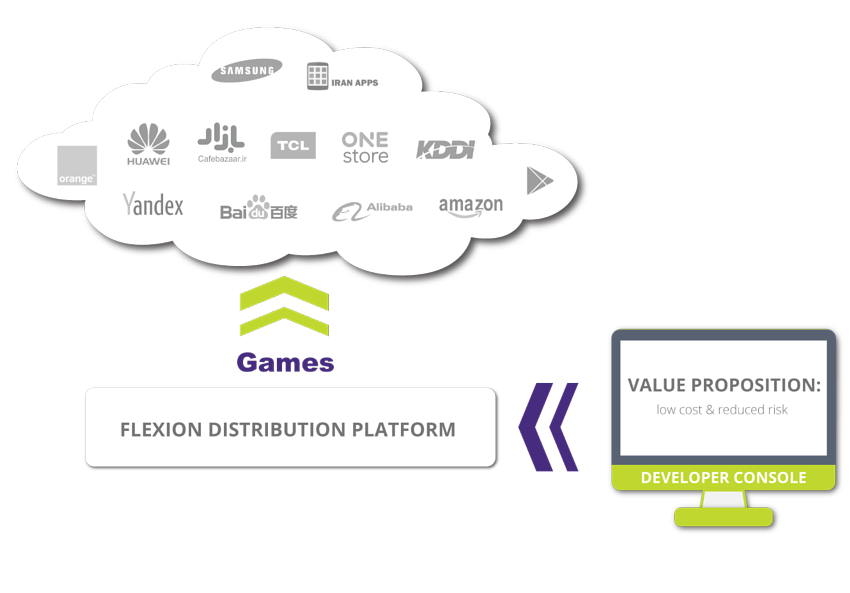 SAMSUNG
IRAN APPS
orange™
HUAWEI
بازار
Cafebazaar.ir
TCL
ONE
store
KDDI
Yandex
Bai du 百度
Alibaba
amazon
Games
FLEXION DISTRIBUTION PLATFORM
VALUE PROPOSITION:
low cost & reduced risk
DEVELOPER CONSOLE